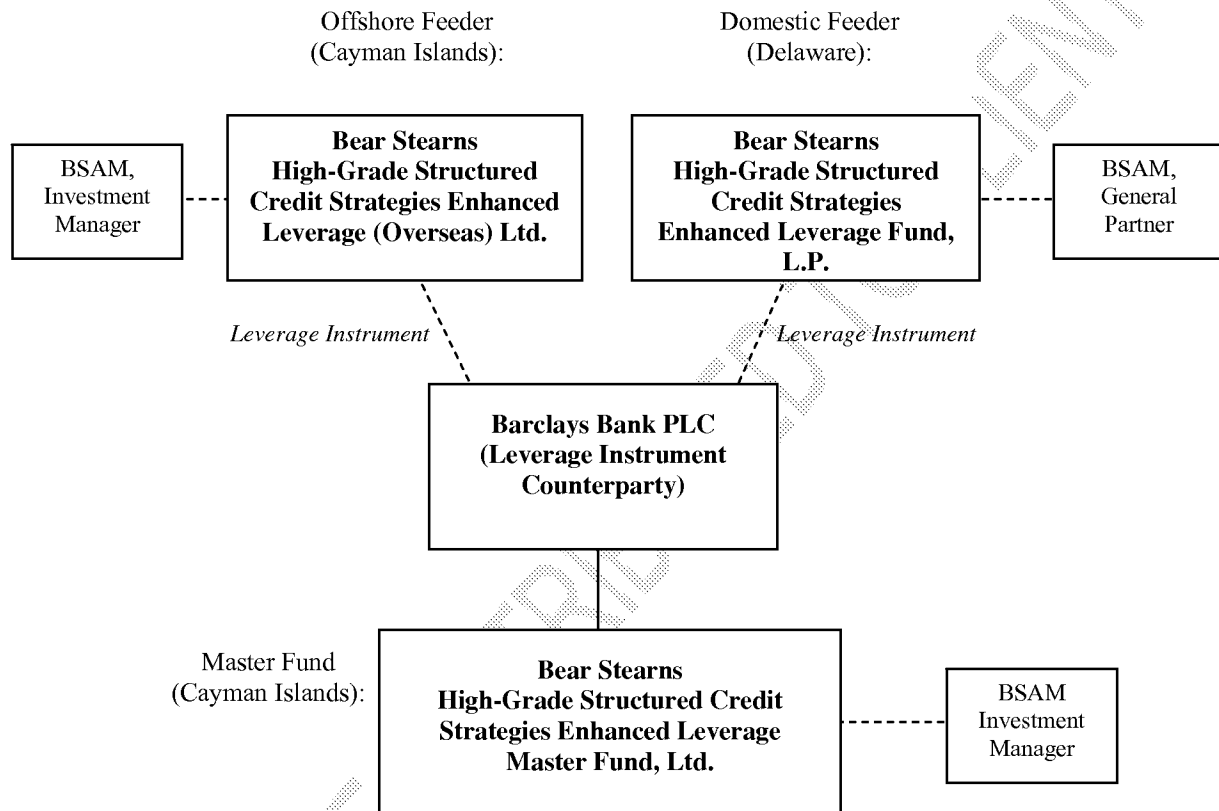 Offshore Feeder
(Cayman Islands):
Domestic Feeder
(Delaware):
BSAM,
Investment
Manager
Bear Stearns
High-Grade Structured
Credit Strategies Enhanced
Leverage (Overseas) Ltd.
Bear Stearns
High-Grade Structured
Credit Strategies
Enhanced Leverage Fund,
L.P.
BSAM,
General
Partner
Leverage Instrument
Leverage Instrument
Barclays Bank PLC
(Leverage Instrument
Counterparty)
Master Fund
(Cayman Islands):
Bear Stearns
High-Grade Structured Credit
Strategies Enhanced Leverage
Master Fund, Ltd.
BSAM
Investment
Manager